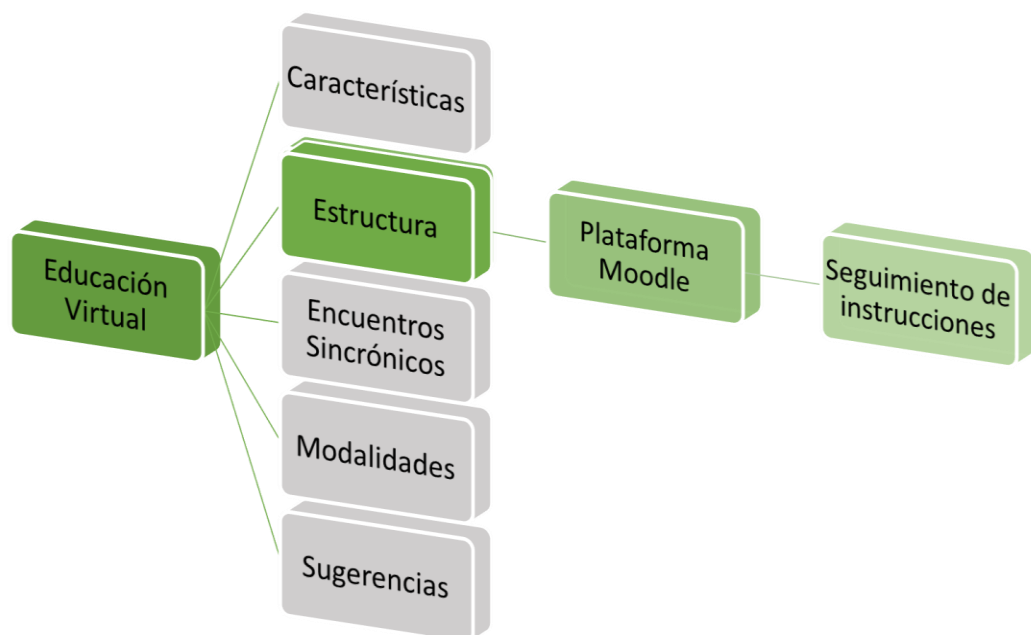 Características
Estructura
Educación
Virtual
Encuentros
Sincrónicos
Modalidades
Sugerencias
Plataforma
Moodle
Seguimiento de
instrucciones